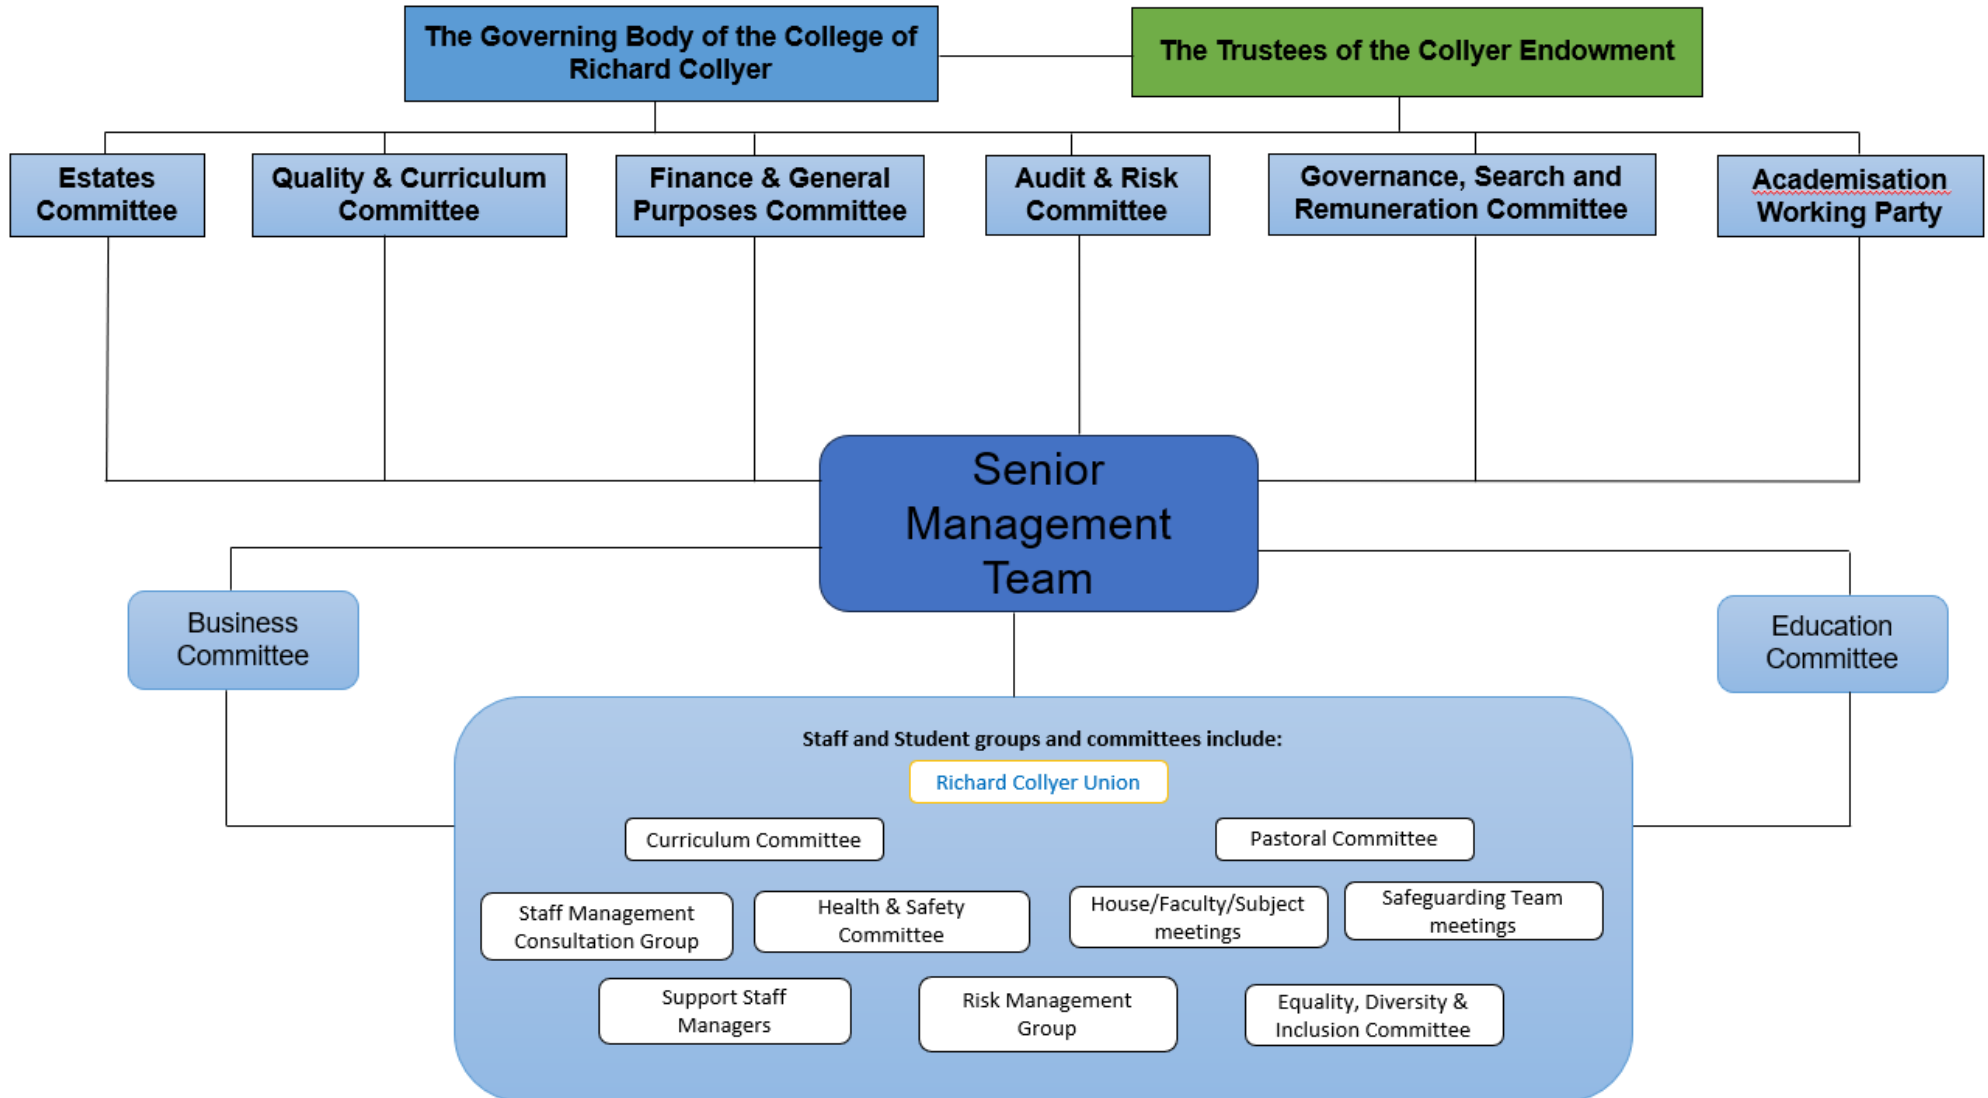 The Governing Body of the College of
Richard Collyer
The Trustees of the Collyer Endowment
Estates
Committee
Quality & Curriculum
Committee
Finance & General
Purposes Committee
Audit & Risk
Committee
Governance, Search and
Remuneration Committee
Academisation
Working Party
Senior
Management
Team
Business
Committee
Education
Committee
Staff and Student groups and committees include:
Richard Collyer Union
Curriculum Committee
Pastoral Committee
Staff Management
Consultation Group
Health & Safety
Committee
House/Faculty/Subject
meetings
Safeguarding Team
meetings
Support Staff
Managers
Risk Management
Group
Equality, Diversity &
Inclusion Committee